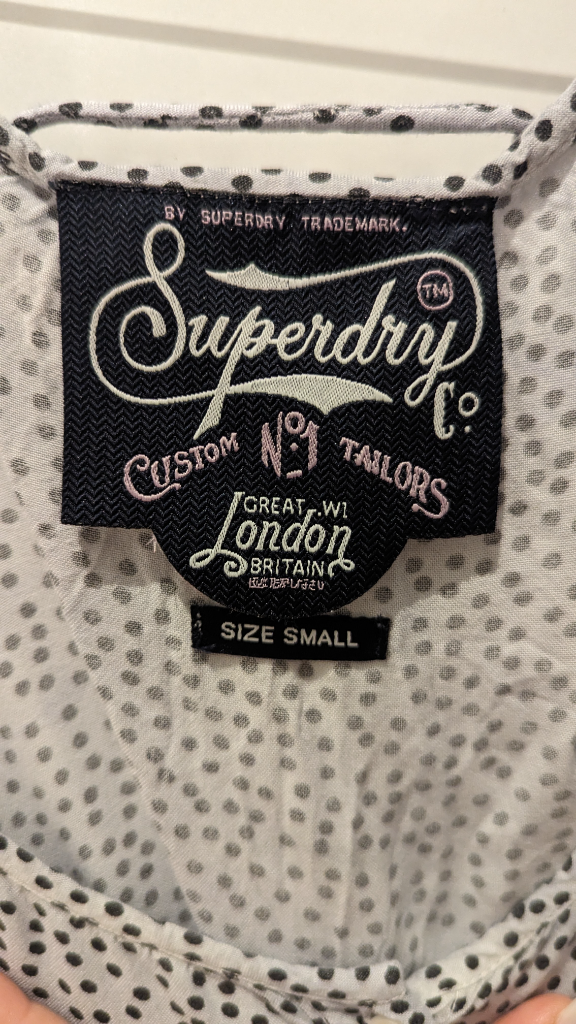 BY SUPERDRY TRADEMARK.
Superdry TM
Co.
CUSTOM No1 TAILORS
GREAT W1
London
BRITAIN
SIZE SMALL